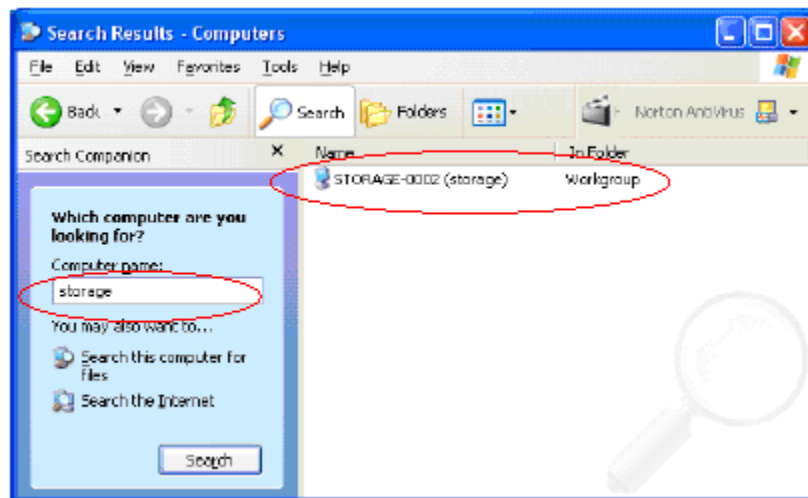 Search Results - Computers
File Edit View Favorites Tools Help
Back Search Folders Norton AntiVirus
Search Companion
Name In Folder
STORAGE-0002 (storage) Workgroup
Which computer are you
looking for?
Computer name:
storage
You may also want to...
Search this computer for
files
Search the Internet
Search